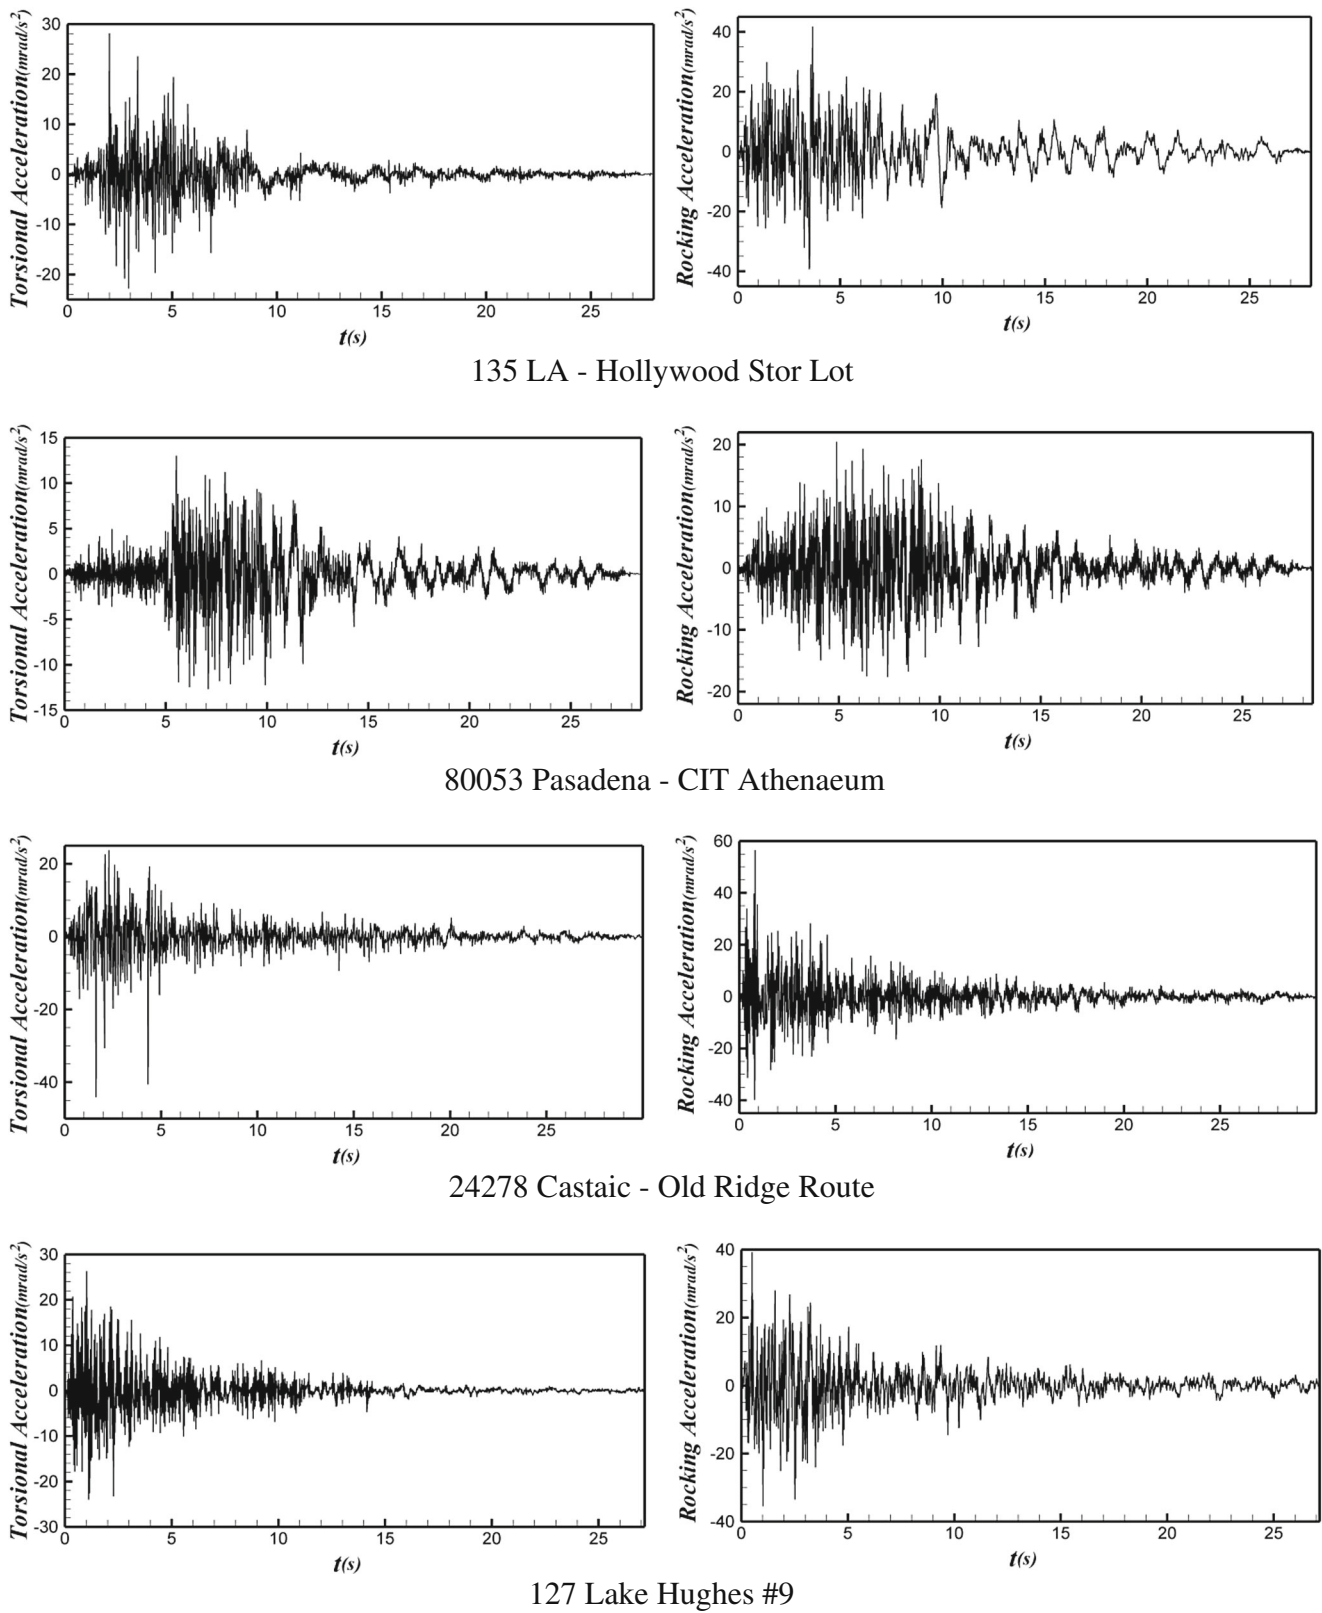 Torsional Acceleration(mrad/s²)
30
20
10
0
-10
-20
0 5 10 15 20 25
t(s)
Rocking Acceleration(mrad/s²)
40
20
0
-20
-40
0 5 10 15 20 25
t(s)
135 LA - Hollywood Stor Lot
Torsional Acceleration(mrad/s²)
15
10
5
0
-5
-10
-15
0 5 10 15 20 25
t(s)
Rocking Acceleration(mrad/s²)
20
10
0
-10
-20
0 5 10 15 20 25
t(s)
80053 Pasadena - CIT Athenaeum
Torsional Acceleration(mrad/s²)
20
0
-20
-40
0 5 10 15 20 25
t(s)
Rocking Acceleration(mrad/s²)
60
40
20
0
-20
-40
0 5 10 15 20 25
t(s)
24278 Castaic - Old Ridge Route
Torsional Acceleration(mrad/s²)
30
20
10
0
-10
-20
-30
0 5 10 15 20 25
t(s)
Rocking Acceleration(mrad/s²)
40
20
0
-20
-40
0 5 10 15 20 25
t(s)
127 Lake Hughes #9